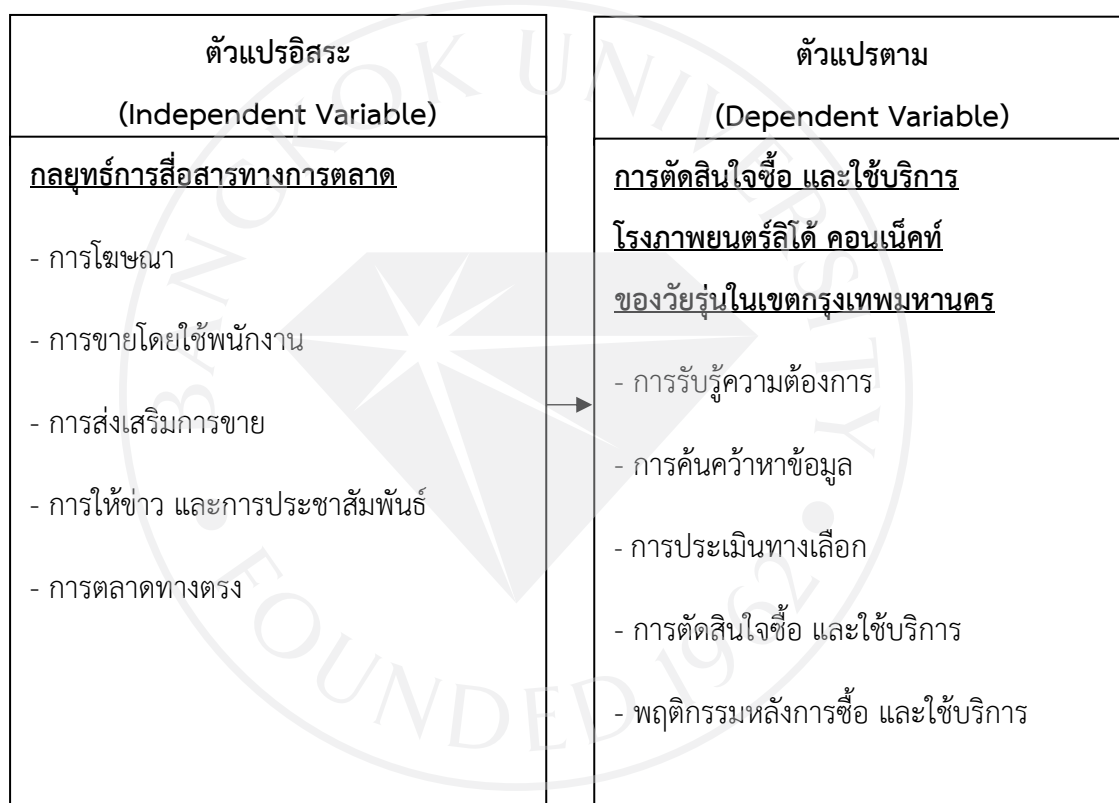 ตัวแปรอิสระ
(Independent Variable)
กลยุทธ์การสื่อสารทางการตลาด
- การโฆษณา
- การขายโดยใช้พนักงาน
- การส่งเสริมการขาย
- การให้ข่าว และการประชาสัมพันธ์
- การตลาดทางตรง
ตัวแปรตาม
(Dependent Variable)
การตัดสินใจซื้อ และใช้บริการ
โรงภาพยนตร์ลิโด้ คอนเน็คท์
ของวัยรุ่นในเขตกรุงเทพมหานคร
- การรับรู้ความต้องการ
- การค้นคว้าหาข้อมูล
- การประเมินทางเลือก
- การตัดสินใจซื้อ และใช้บริการ
- พฤติกรรมหลังการซื้อ และใช้บริการ
BANGKOK UNIVERSITY
FOUNDED 1962